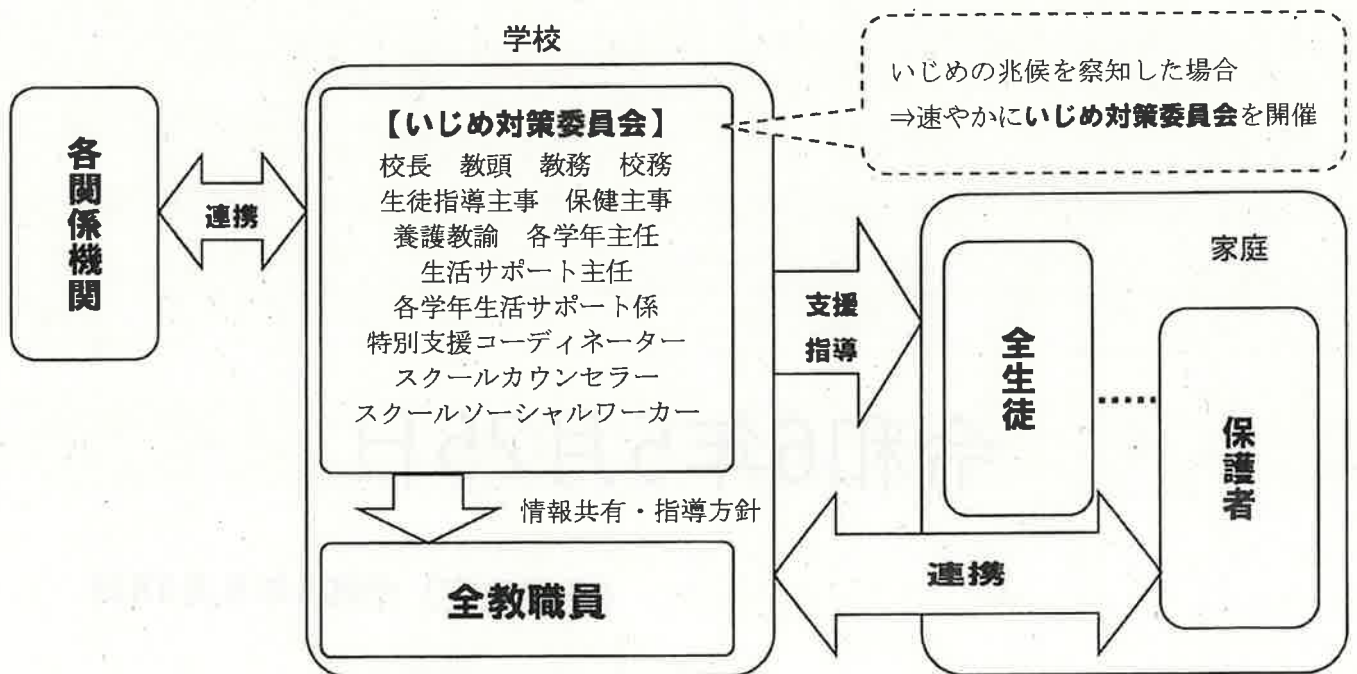 学校
いじめの兆候を察知した場合
⇒速やかにいじめ対策委員会を開催
各関係機関
連携
【いじめ対策委員会】
校長 教頭 教務 校務
生徒指導主事 保健主事
養護教諭 各学年主任
生活サポート主任
各学年生活サポート係
特別支援コーディネーター
スクールカウンセラー
スクールソーシャルワーカー
情報共有・指導方針
全教職員
支援
指導
家庭
全生徒
保護者
連携